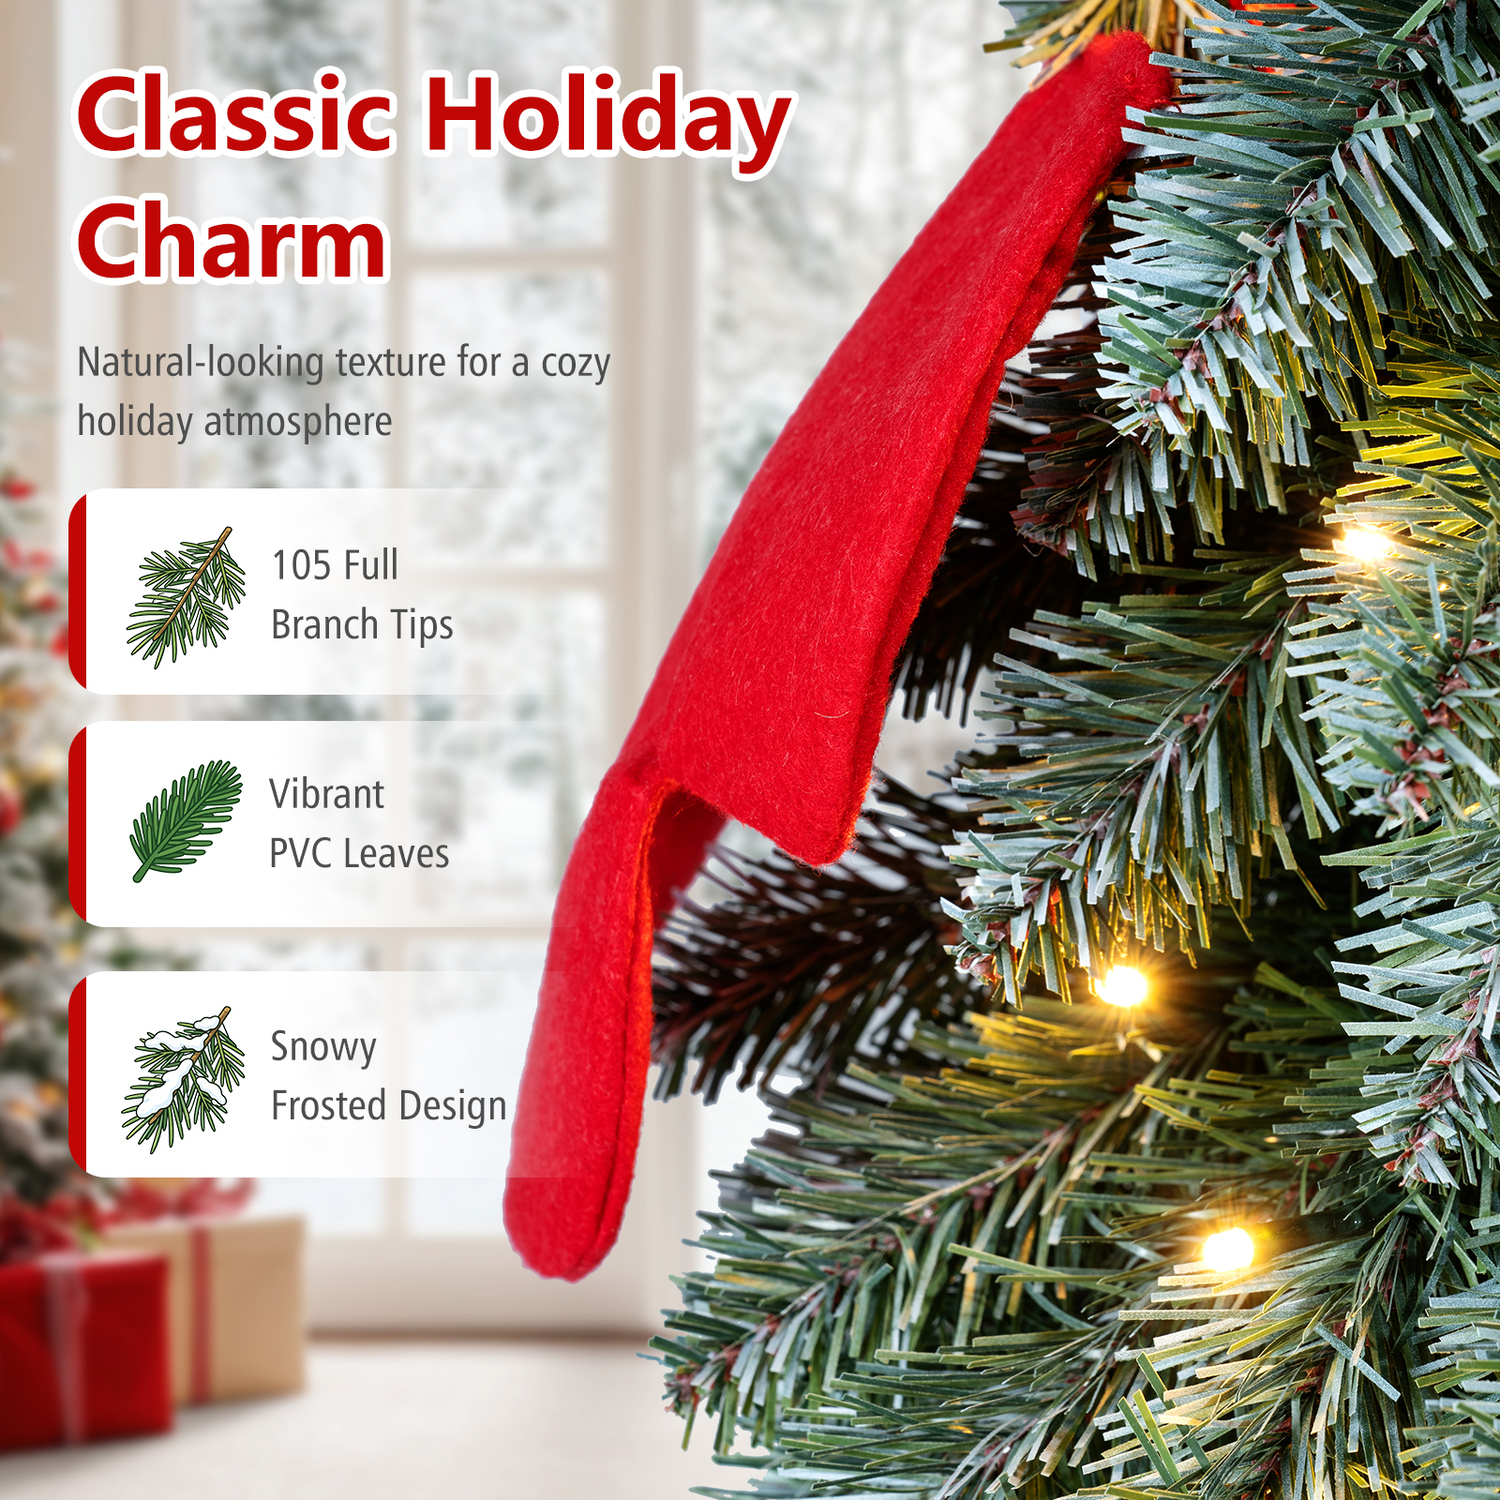 Classic Holiday
Charm
Natural-looking texture for a cozy
holiday atmosphere
105 Full
Branch Tips
Vibrant
PVC Leaves
Snowy
Frosted Design